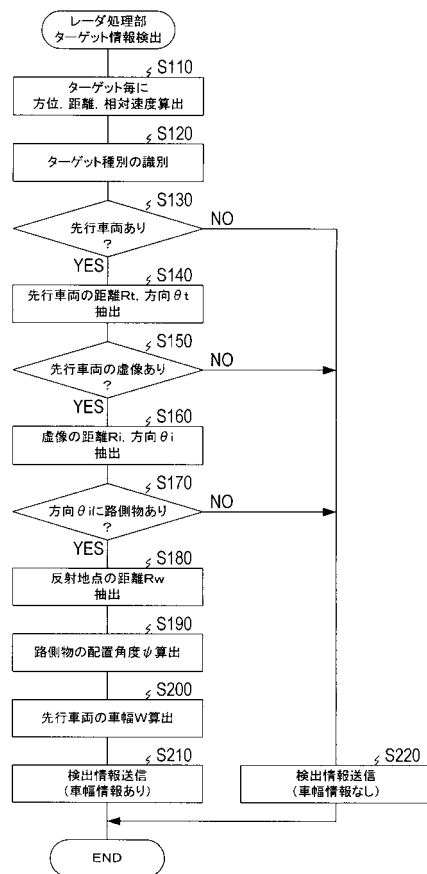 レーダ処理部
ターゲット情報検出
S110
ターゲット毎に
方位，距離，相対速度算出
S120
ターゲット種別の識別
S130
先行車両あり
?
NO
YES
S140
先行車両の距離Rt，方向θt
抽出
S150
先行車両の虚像あり
?
NO
YES
S160
虚像の距離Ri，方向θi
抽出
S170
方向θiに路側物あり
?
NO
YES
S180
反射地点の距離Rw
抽出
S190
路側物の配置角度ψ算出
S200
先行車両の車幅W算出
S210
検出情報送信
(車幅情報あり)
S220
検出情報送信
(車幅情報なし)
END